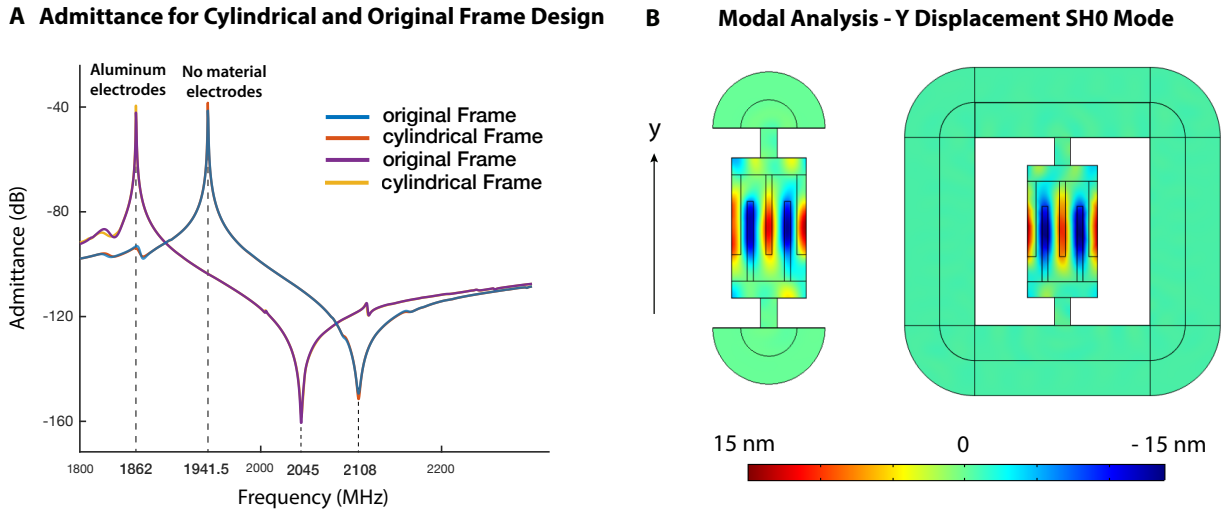 A Admittance for Cylindrical and Original Frame Design
Aluminum
electrodes
No material
electrodes
original Frame
cylindrical Frame
original Frame
cylindrical Frame
Admittance (dB)
-40
-80
-120
-160
1800
1862
1941.5
2000
2045
2108
2200
Frequency (MHz)
B Modal Analysis - Y Displacement SH0 Mode
y
15 nm
0
- 15 nm